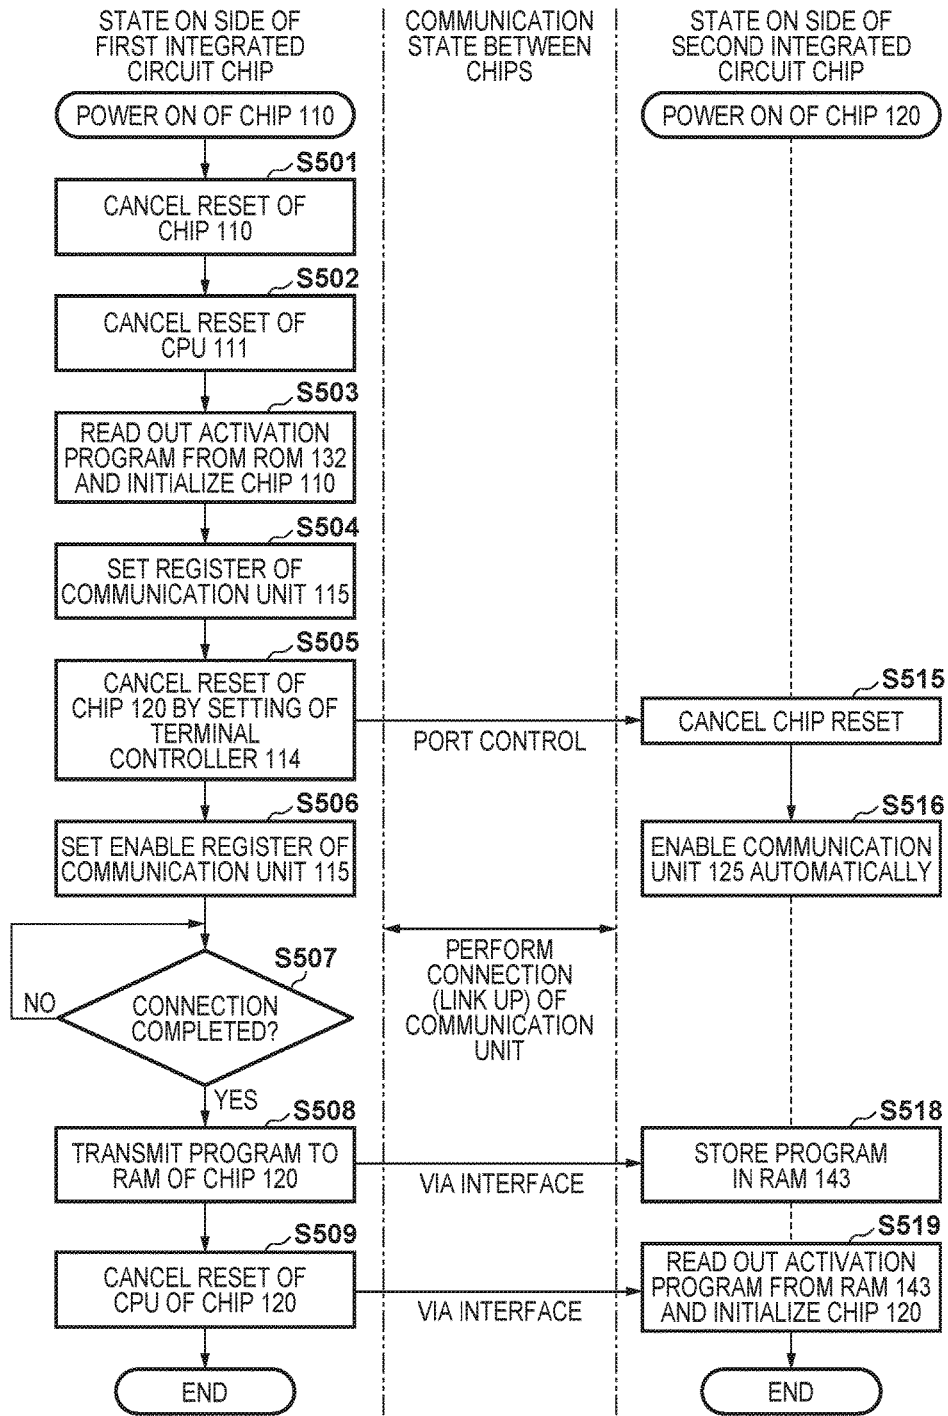 STATE ON SIDE OF
FIRST INTEGRATED
CIRCUIT CHIP
COMMUNICATION
STATE BETWEEN
CHIPS
STATE ON SIDE OF
SECOND INTEGRATED
CIRCUIT CHIP
POWER ON OF CHIP 110
POWER ON OF CHIP 120
S501
CANCEL RESET OF
CHIP 110
S502
CANCEL RESET OF
CPU 111
S503
READ OUT ACTIVATION
PROGRAM FROM ROM 132
AND INITIALIZE CHIP 110
S504
SET REGISTER OF
COMMUNICATION UNIT 115
S505
CANCEL RESET OF
CHIP 120 BY SETTING OF
TERMINAL
CONTROLLER 114
PORT CONTROL
S515
CANCEL CHIP RESET
S506
SET ENABLE REGISTER OF
COMMUNICATION UNIT 115
S516
ENABLE COMMUNICATION
UNIT 125 AUTOMATICALLY
S507
CONNECTION
COMPLETED?
NO
YES
PERFORM
CONNECTION
(LINK UP) OF
COMMUNICATION
UNIT
S508
TRANSMIT PROGRAM TO
RAM OF CHIP 120
VIA INTERFACE
S518
STORE PROGRAM
IN RAM 143
S509
CANCEL RESET OF
CPU OF CHIP 120
VIA INTERFACE
S519
READ OUT ACTIVATION
PROGRAM FROM RAM 143
AND INITIALIZE CHIP 120
END
END